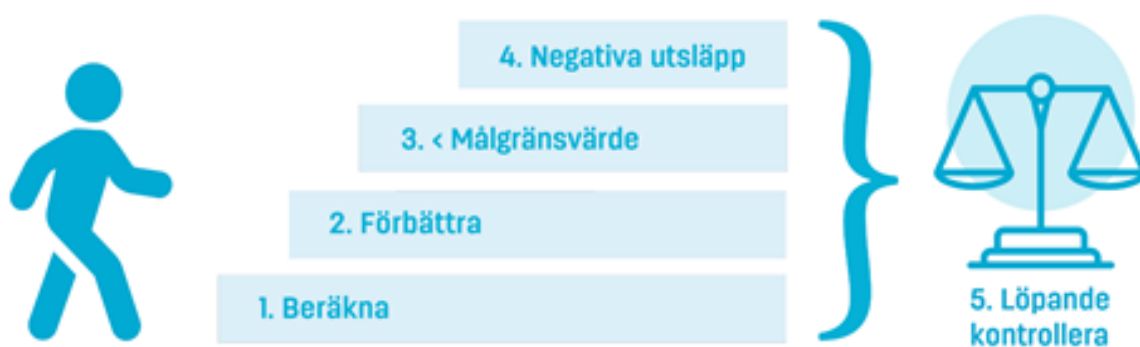 4. Negativa utsläpp
3. < Målgränsvärde
2. Förbättra
1. Beräkna
5. Löpande
kontrollera